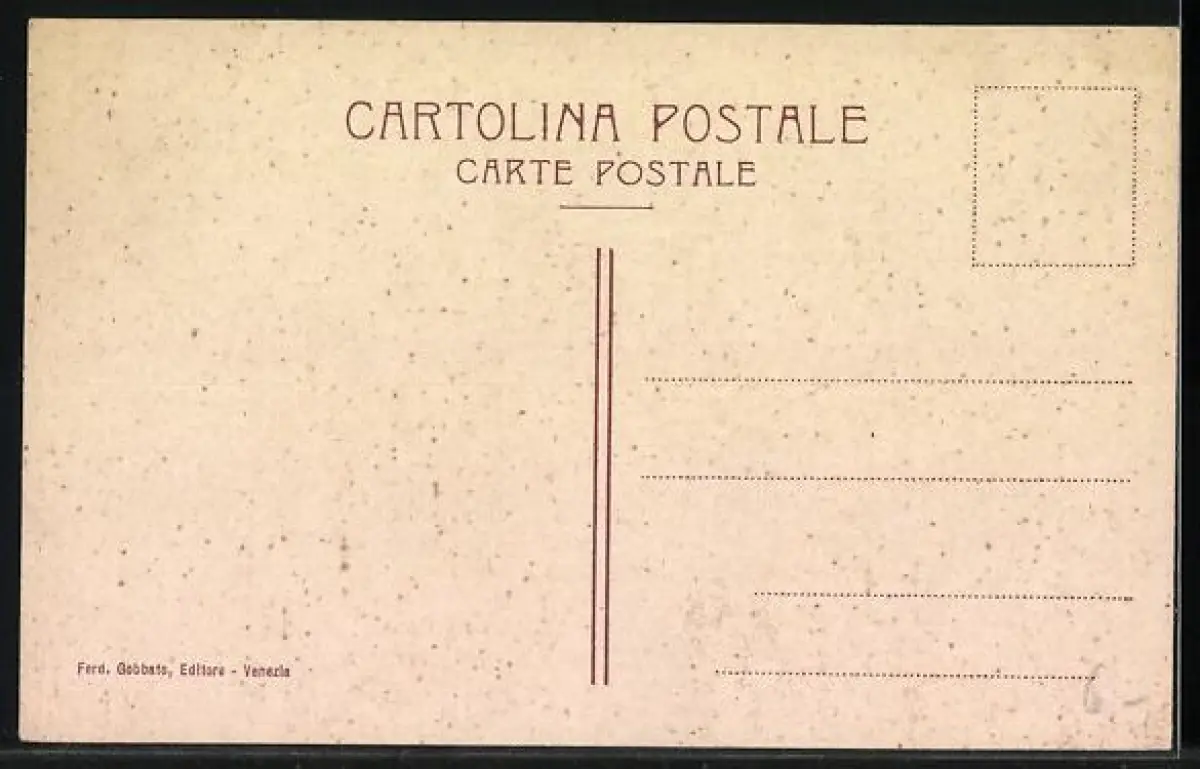 CARTOLINA POSTALE
CARTE POSTALE
Ferd. Gobbato, Editore - Venezia